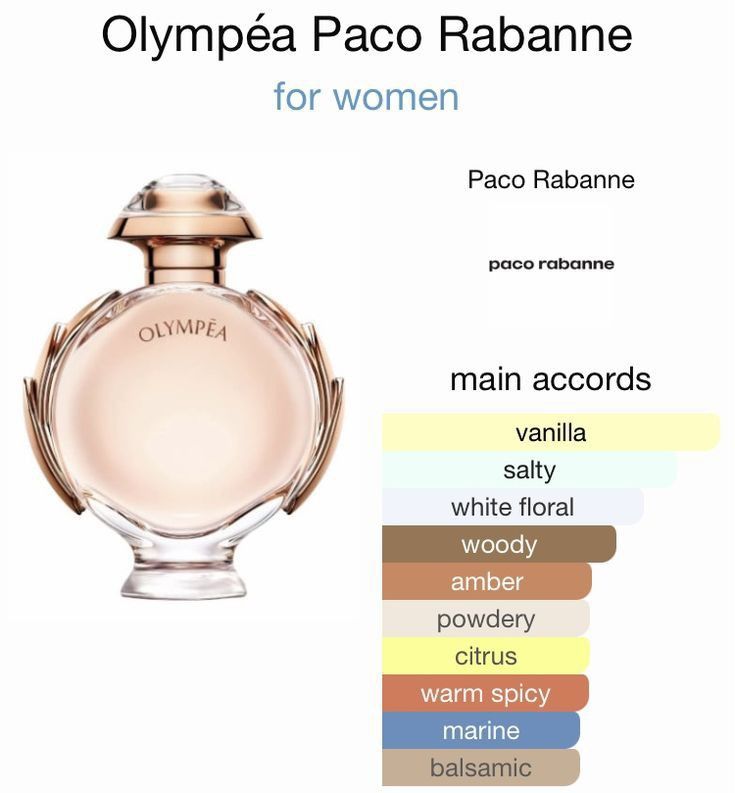 Olympéa Paco Rabanne
for women
Paco Rabanne
paco rabanne
OLYMPĒA
main accords
vanilla
salty
white floral
woody
amber
powdery
citrus
warm spicy
marine
balsamic